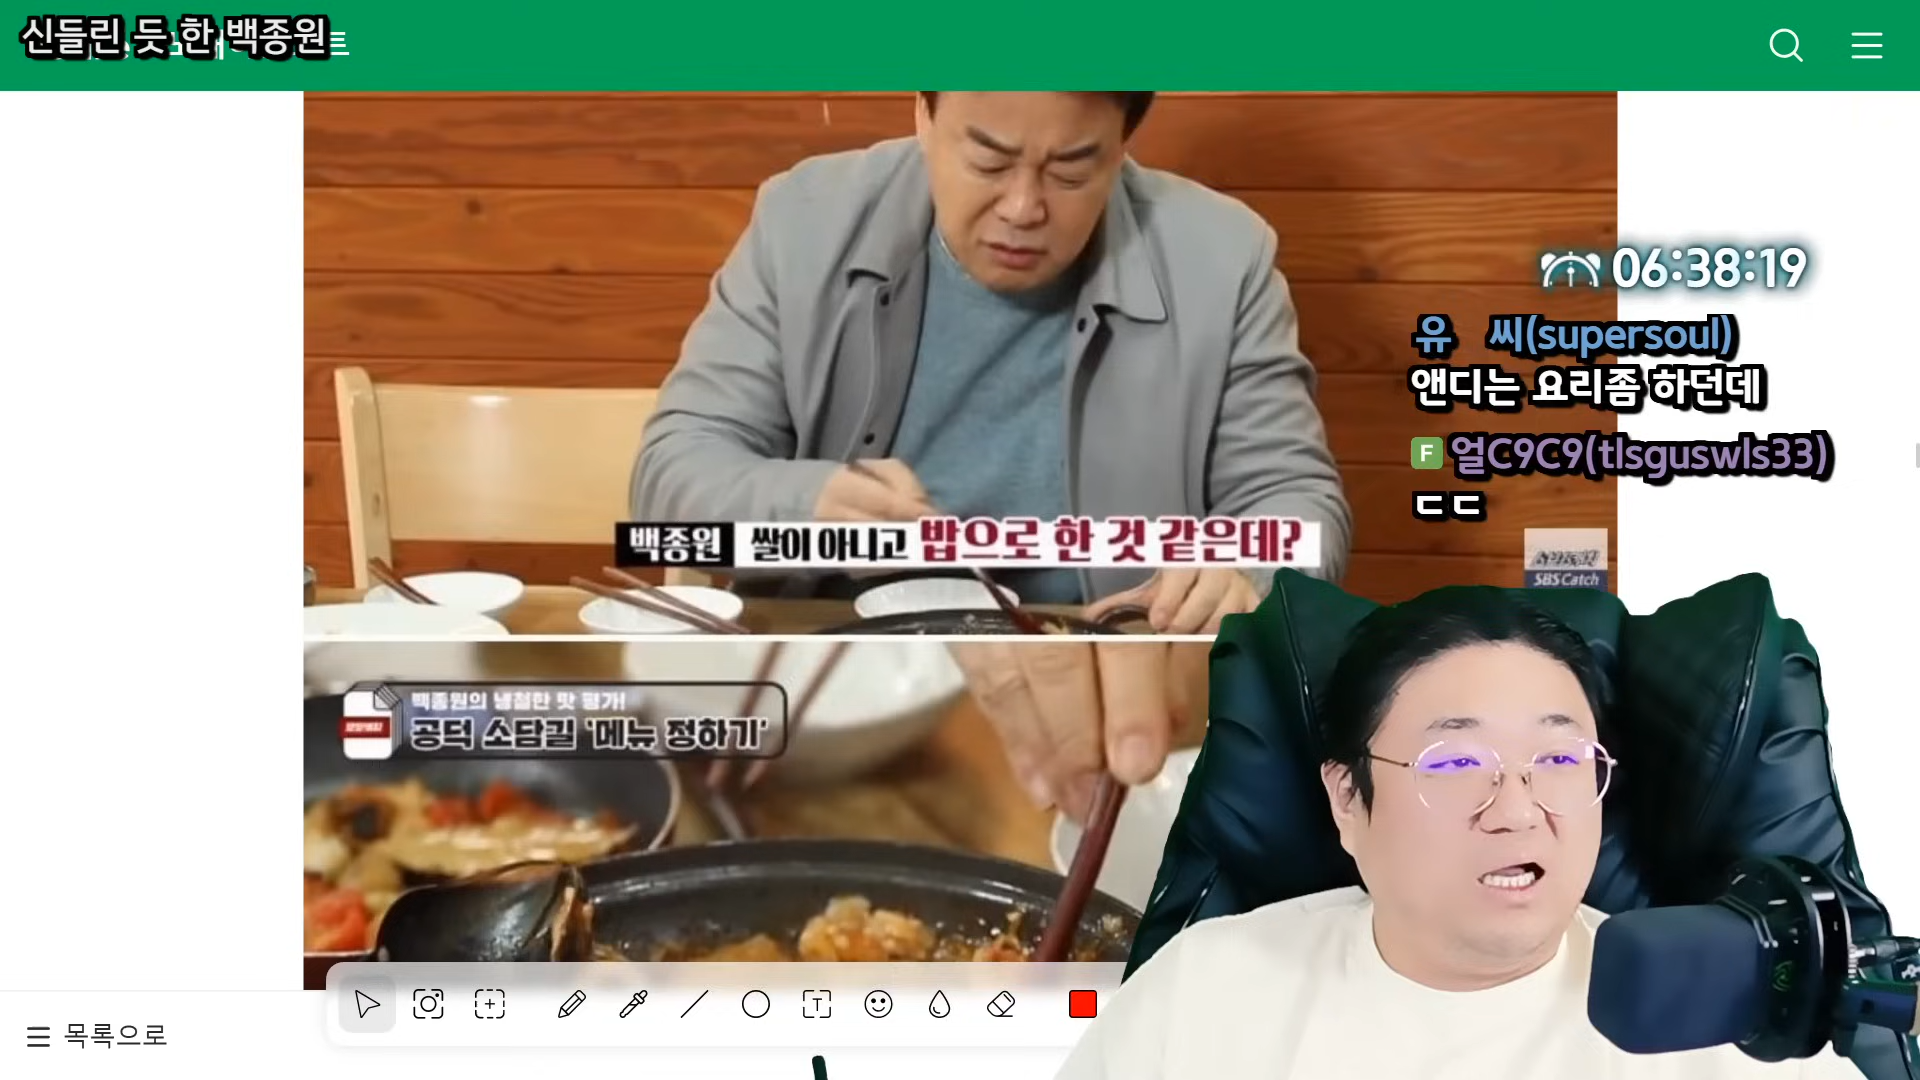 신들린 듯 한 백종원
06:38:19
유 씨(supersoul)
앤디는 요리좀 하던데
F 얼C9C9(tlsguswls33)
ㄷㄷ
백종원 쌀이 아니고 밥으로 한 것 같은데?
SBS Catch
백종원의 냉철한 맛 평가!
공덕 소담길 '메뉴 정하기'
T
목록으로